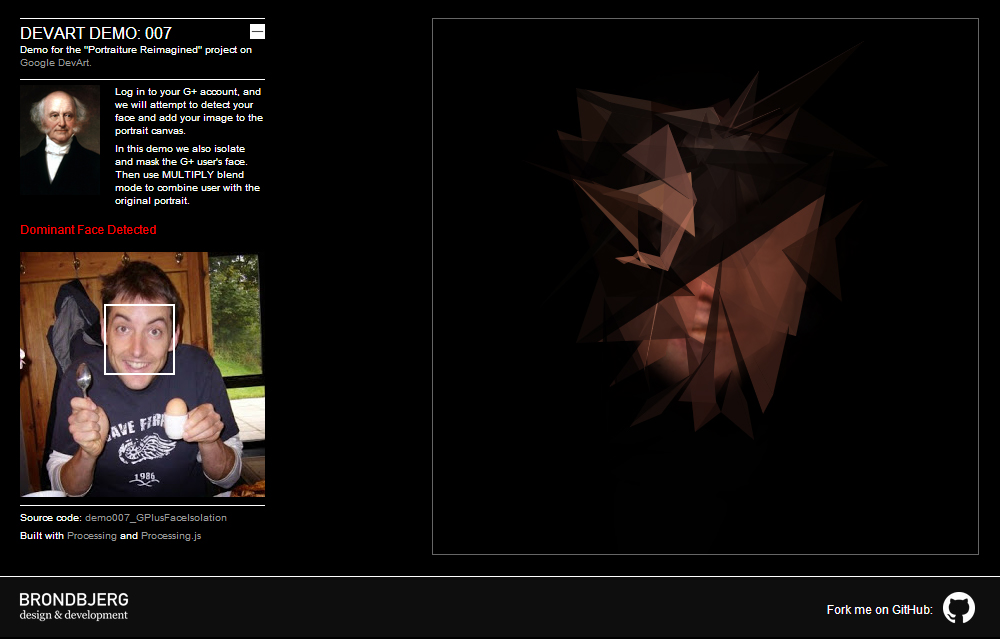 DEVART DEMO: 007
Demo for the "Portraiture Reimagined" project on
Google DevArt.
Log in to your G+ account, and
we will attempt to detect your
face and add your image to the
portrait canvas.
In this demo we also isolate
and mask the G+ user's face.
Then use MULTIPLY blend
mode to combine user with the
original portrait.
Dominant Face Detected
1986
Source code: demo007_GPlusFaceIsolation
Built with Processing and Processing.js
BRONDBJERG
design & development
Fork me on GitHub: